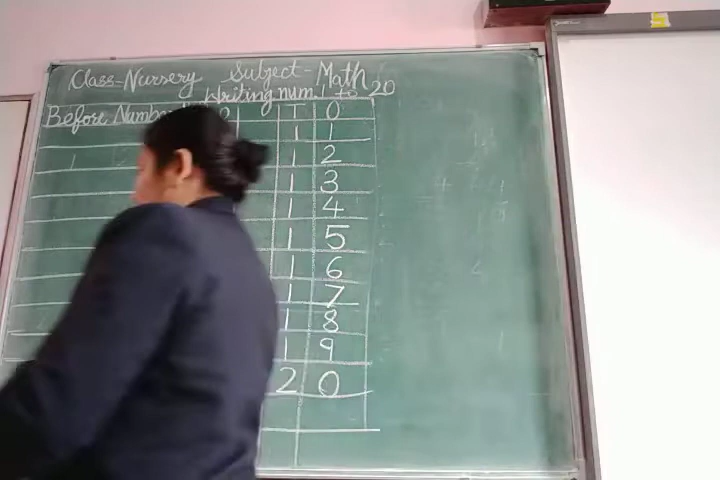 Class-Nursery Subject-Math
Writing num. 1 to 20
Before Number
T 0
1 1
1 2
1 3
1 4
1 5
1 6
1 7
1 8
1 9
2 0